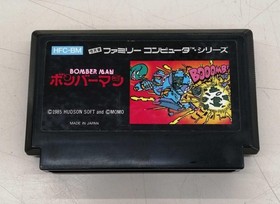 HFC-BM
ファミリー コンピュータ・シリーズ
BOMBER MAN
ボンバーマン
BOOOMB!
©1985 HUDSON SOFT and ©MOMO
MADE IN JAPAN